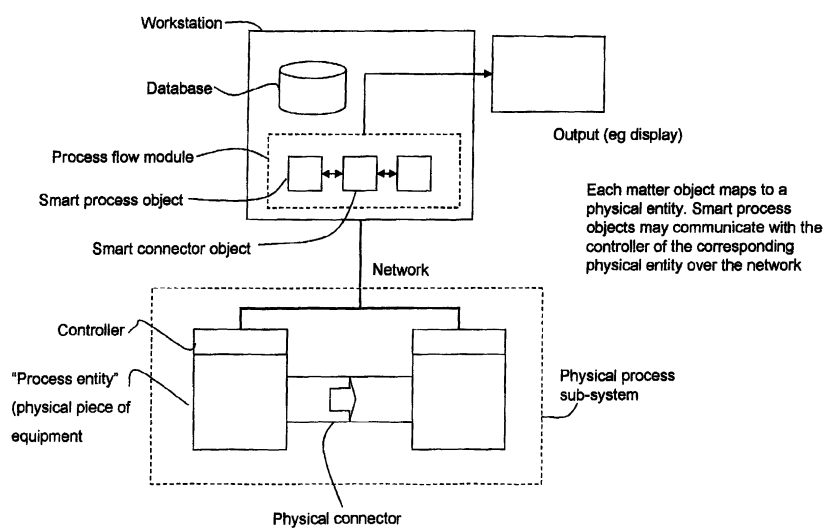 Workstation
Database
Output (eg display)
Process flow module
Smart process object
Each matter object maps to a
physical entity. Smart process
objects may communicate with the
controller of the corresponding
physical entity over the network
Smart connector object
Network
Controller
"Process entity"
(physical piece of
equipment
Physical process
sub-system
Physical connector